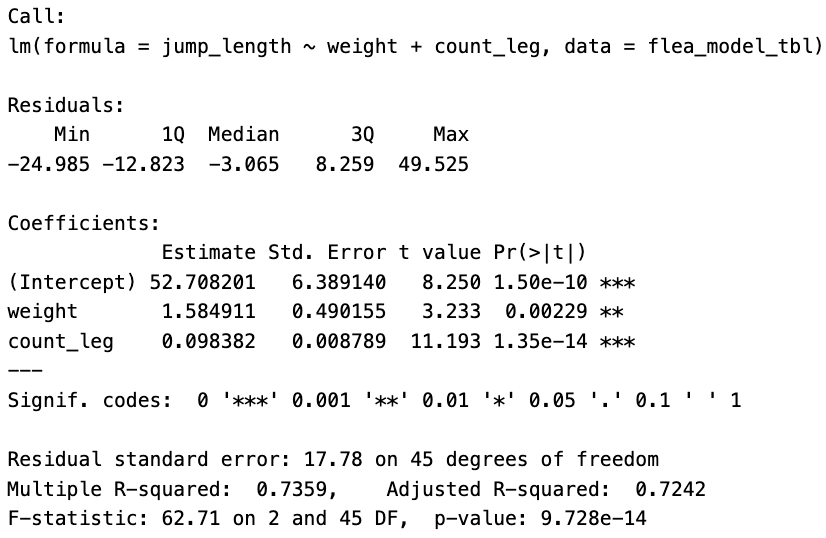 Call:
lm(formula = jump_length ~ weight + count_leg, data = flea_model_tbl)
Residuals:
    Min      1Q  Median      3Q     Max
-24.985 -12.823  -3.065   8.259  49.525
Coefficients:
             Estimate Std. Error t value Pr(>|t|)
(Intercept) 52.708201   6.389140   8.250 1.50e-10 ***
weight       1.584911   0.490155   3.233  0.00229 **
count_leg    0.098382   0.008789  11.193 1.35e-14 ***
---
Signif. codes:  0 '***' 0.001 '**' 0.01 '*' 0.05 '.' 0.1 ' ' 1
Residual standard error: 17.78 on 45 degrees of freedom
Multiple R-squared:  0.7359,    Adjusted R-squared:  0.7242
F-statistic: 62.71 on 2 and 45 DF,  p-value: 9.728e-14